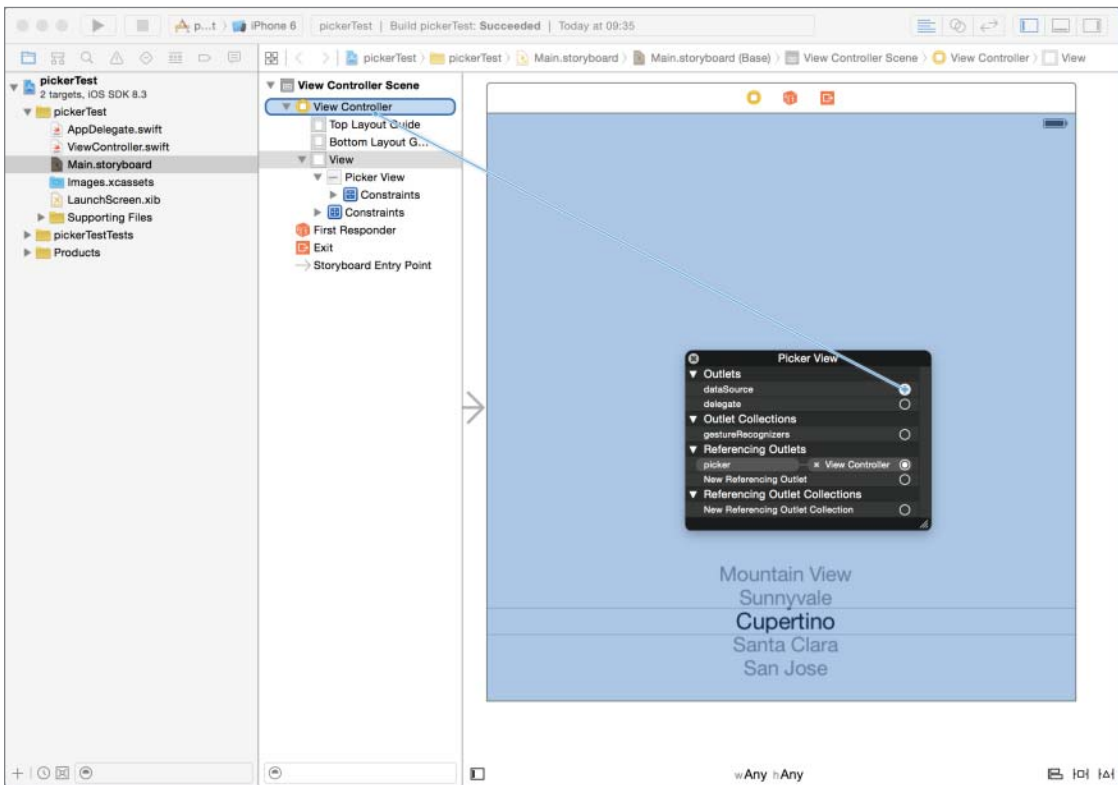 p...t
iPhone 6
pickerTest | Build pickerTest: Succeeded | Today at 09:35
pickerTest
pickerTest
Main.storyboard
Main.storyboard (Base)
View Controller Scene
View Controller
View
pickerTest
2 targets, iOS SDK 8.3
pickerTest
AppDelegate.swift
ViewController.swift
Main.storyboard
Images.xcassets
LaunchScreen.xib
Supporting Files
pickerTestTests
Products
View Controller Scene
View Controller
Top Layout Guide
Bottom Layout G...
View
Picker View
Constraints
Constraints
First Responder
Exit
Storyboard Entry Point
Picker View
Outlets
dataSource
delegate
Outlet Collections
gestureRecognizers
Referencing Outlets
picker
View Controller
New Referencing Outlet
Referencing Outlet Collections
New Referencing Outlet Collection
Mountain View
Sunnyvale
Cupertino
Santa Clara
San Jose
wAny hAny